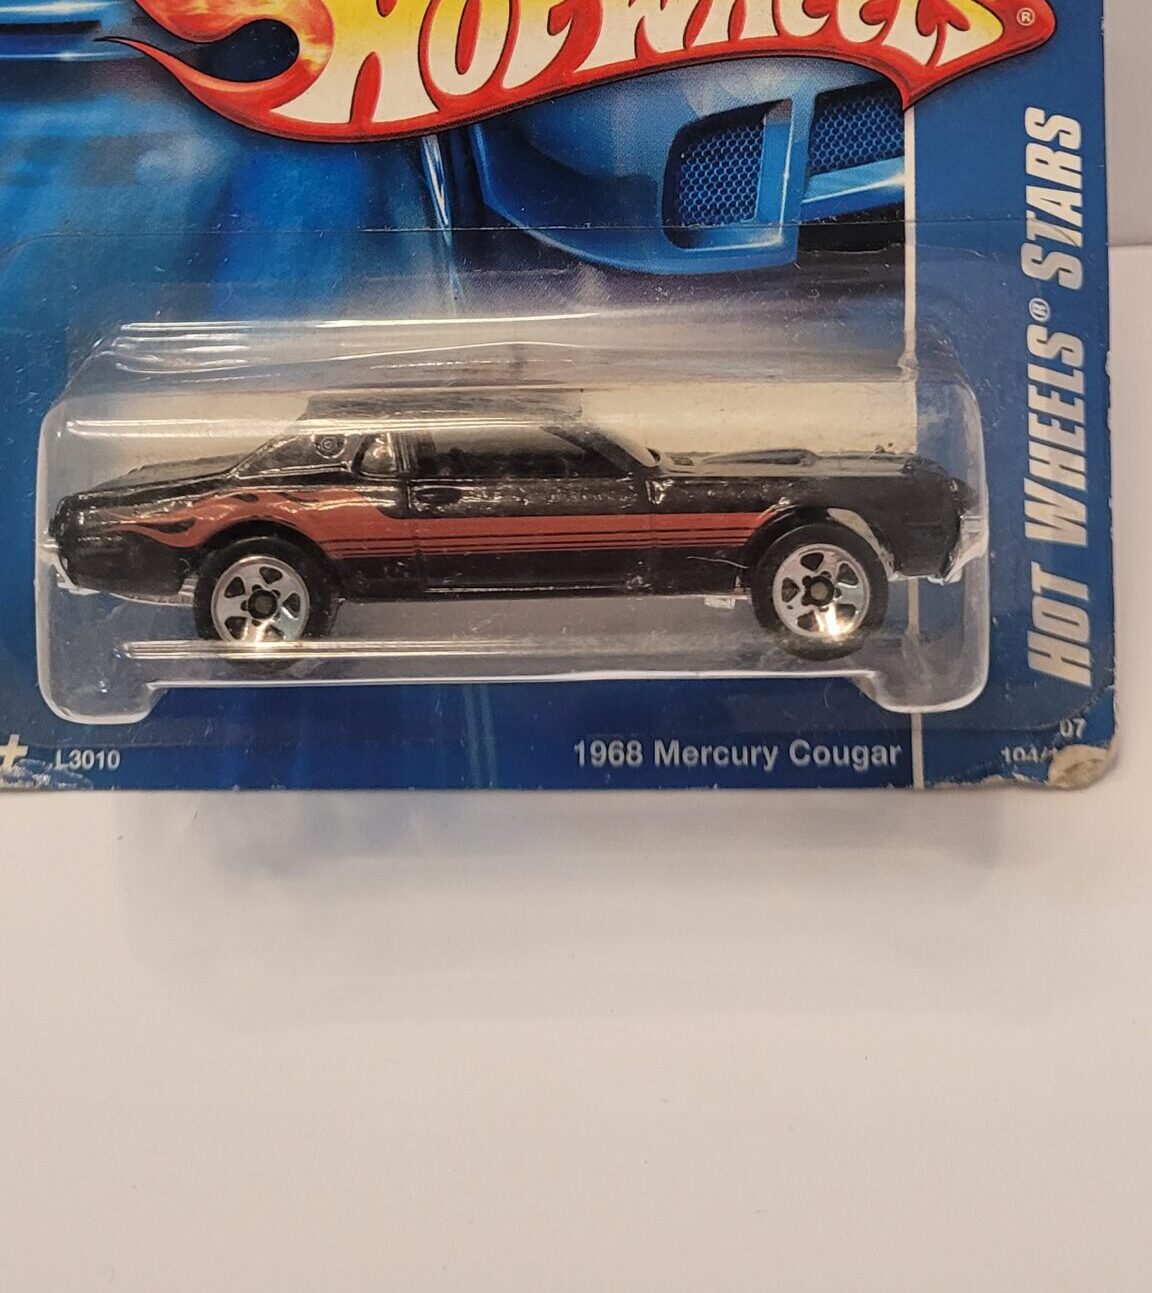 HOT WHEELS®
HOT WHEELS® STARS
L3010
1968 Mercury Cougar
07